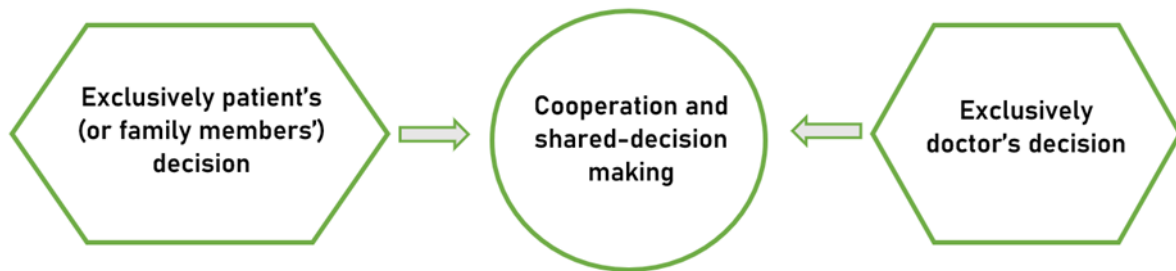 Exclusively patient's
(or family members')
decision
Cooperation and
shared-decision
making
Exclusively
doctor's decision